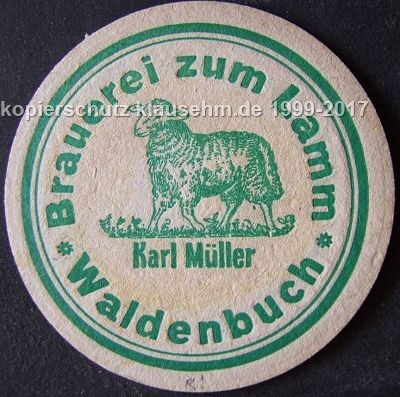 Brauerei zum Lamm
kopierschutz-klausehm.de 1999-2017
Karl Müller
* Waldenbuch *